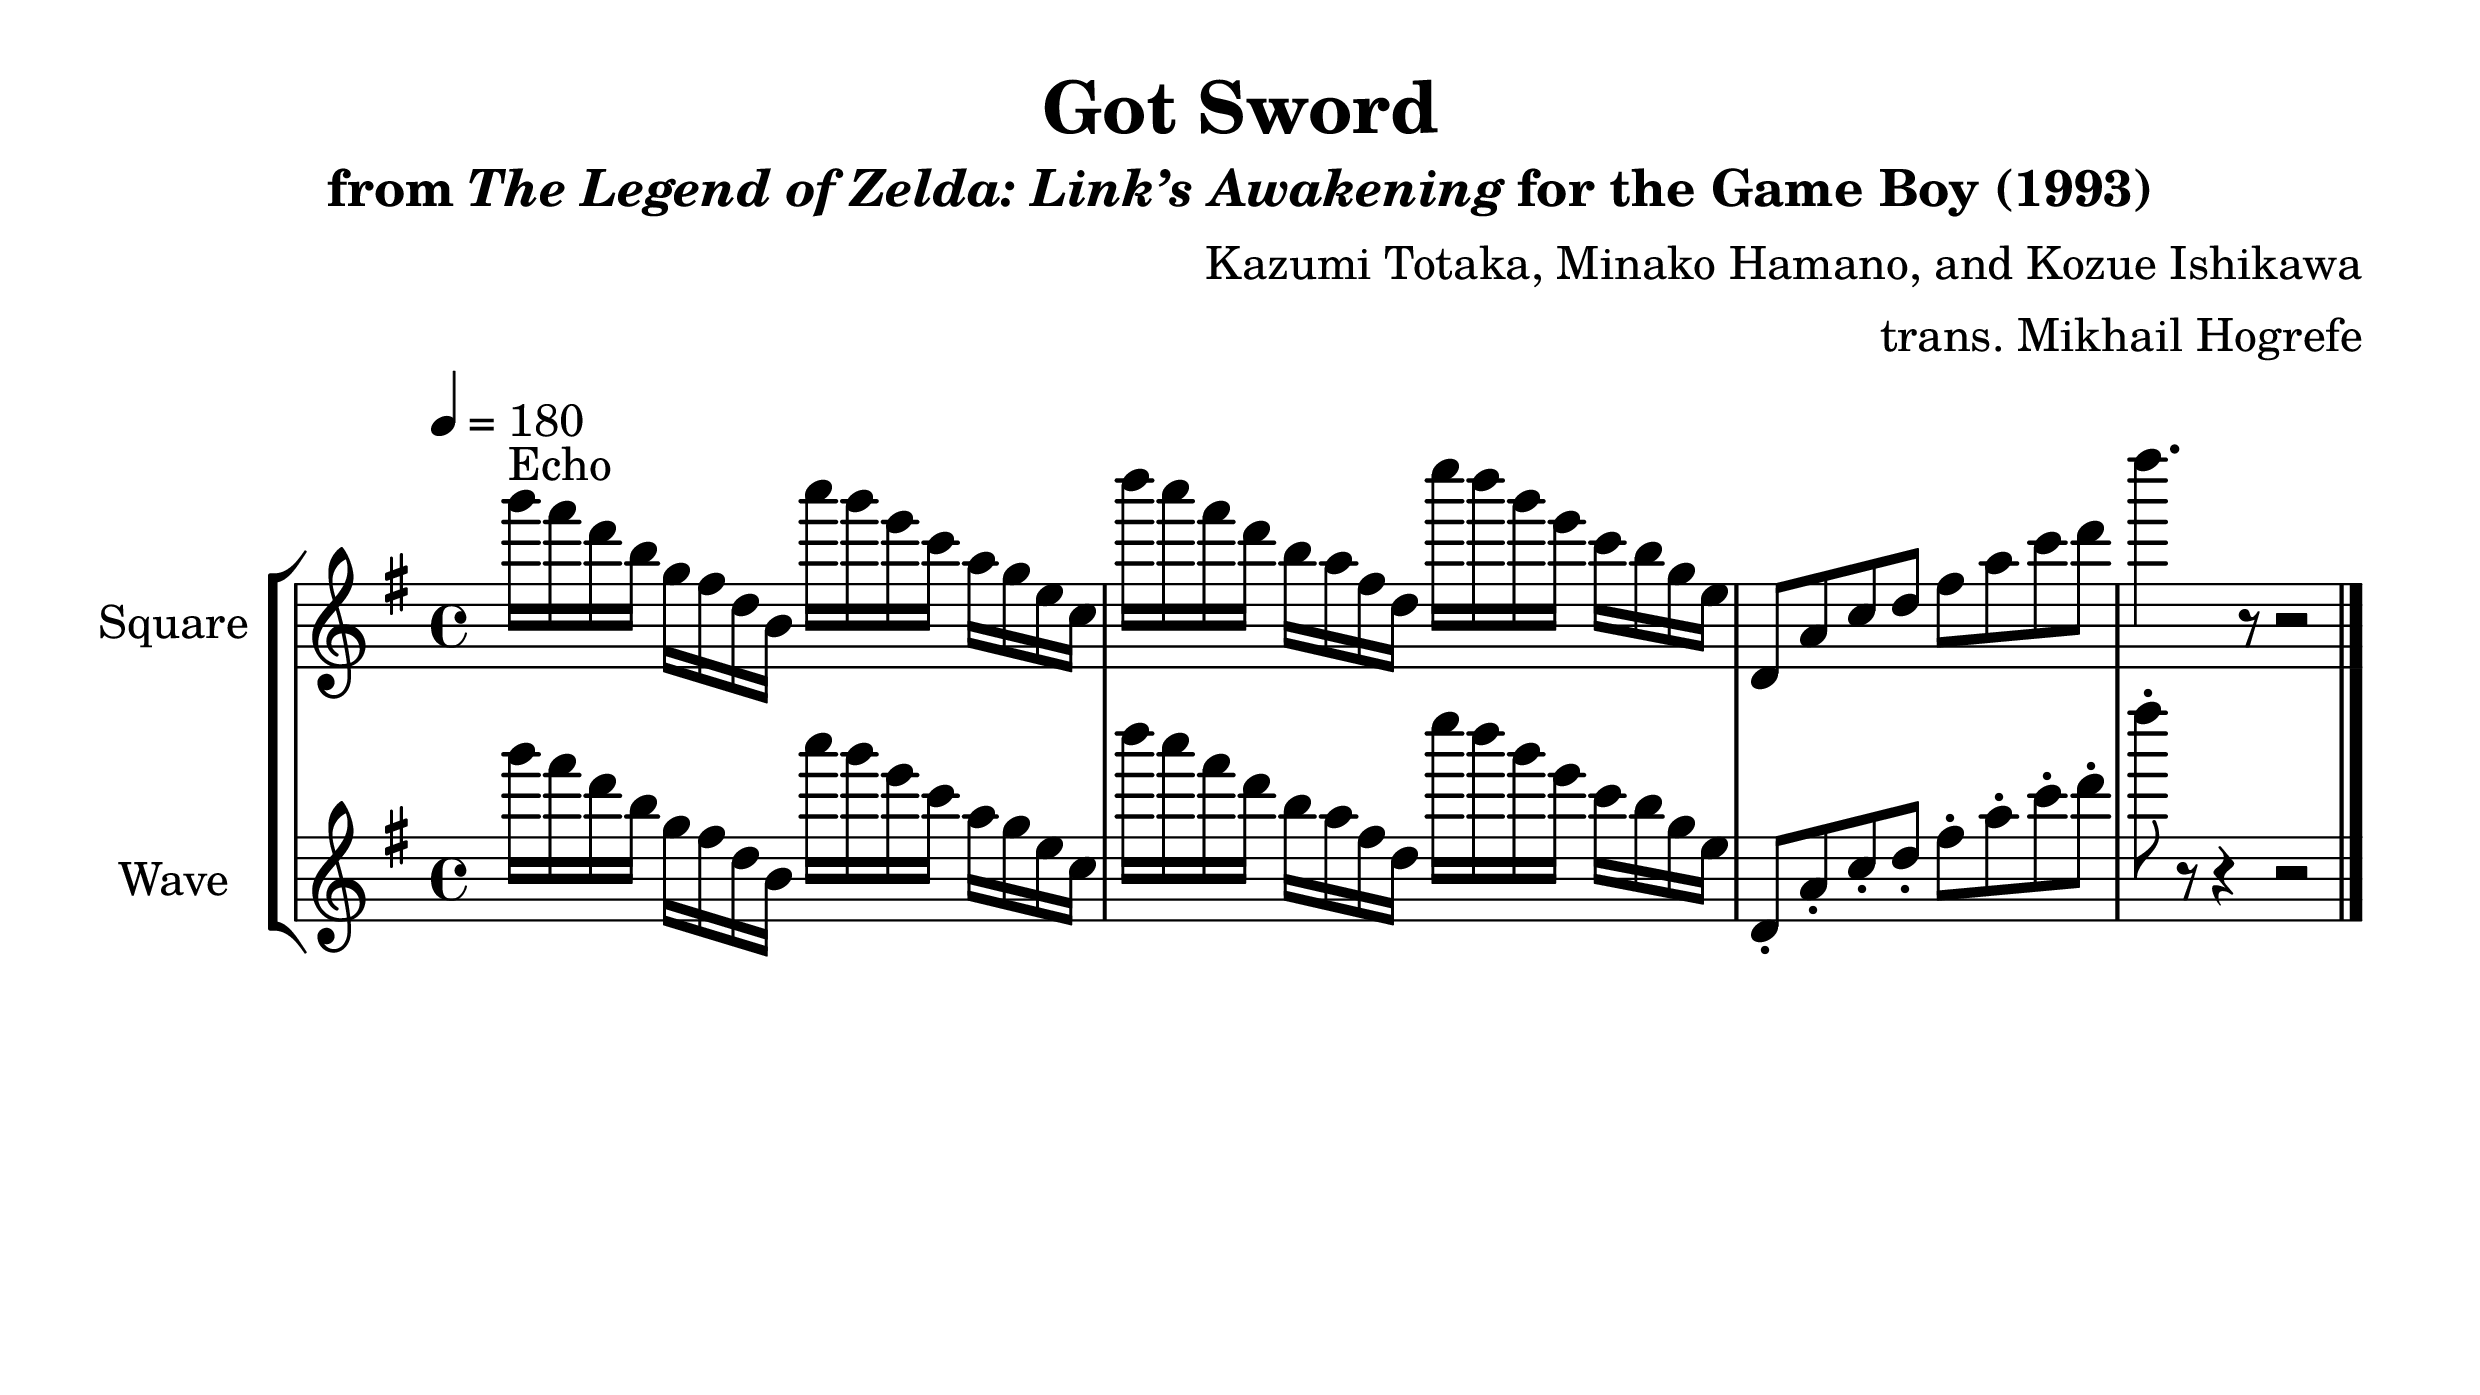 Got Sword
from The Legend of Zelda: Link’s Awakening for the Game Boy (1993)
Kazumi Totaka, Minako Hamano, and Kozue Ishikawa
trans. Mikhail Hogrefe
= 180
Echo
Square
Wave